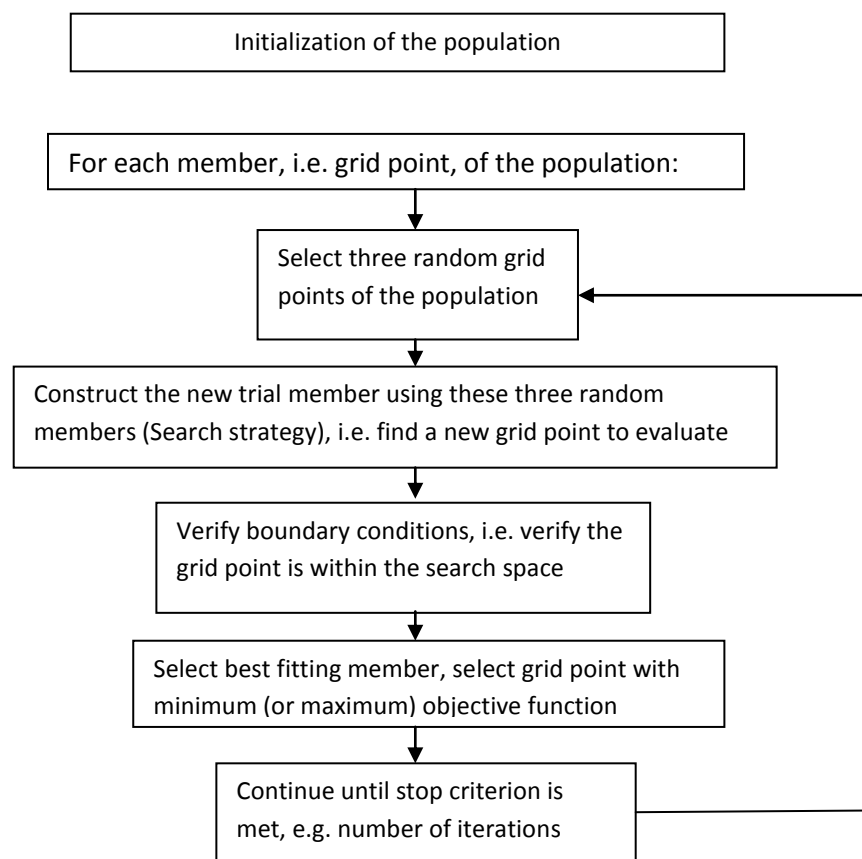 Initialization of the population
For each member, i.e. grid point, of the population:
Select three random grid
points of the population
Construct the new trial member using these three random
members (Search strategy), i.e. find a new grid point to evaluate
Verify boundary conditions, i.e. verify the
grid point is within the search space
Select best fitting member, select grid point with
minimum (or maximum) objective function
Continue until stop criterion is
met, e.g. number of iterations